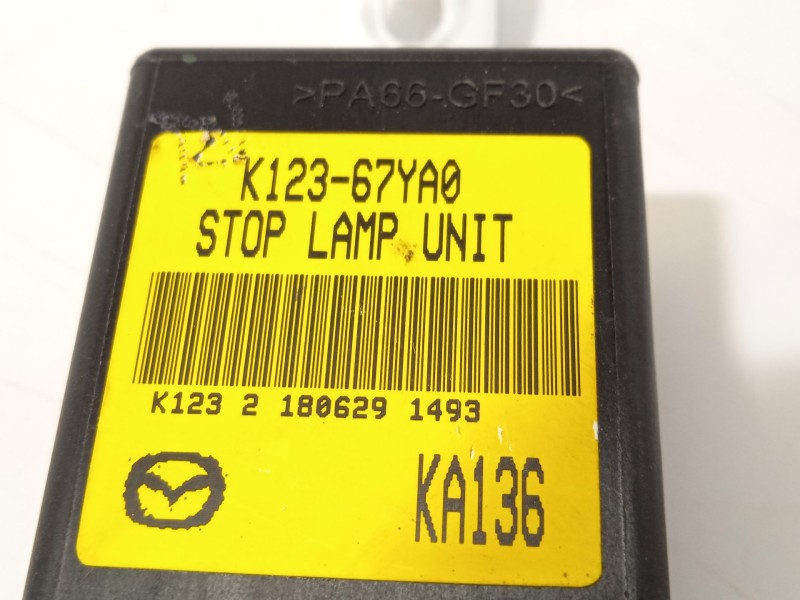 >PA66-GF30<
K123-67YA0
STOP LAMP UNIT
K123 2 180629 1493
KA136